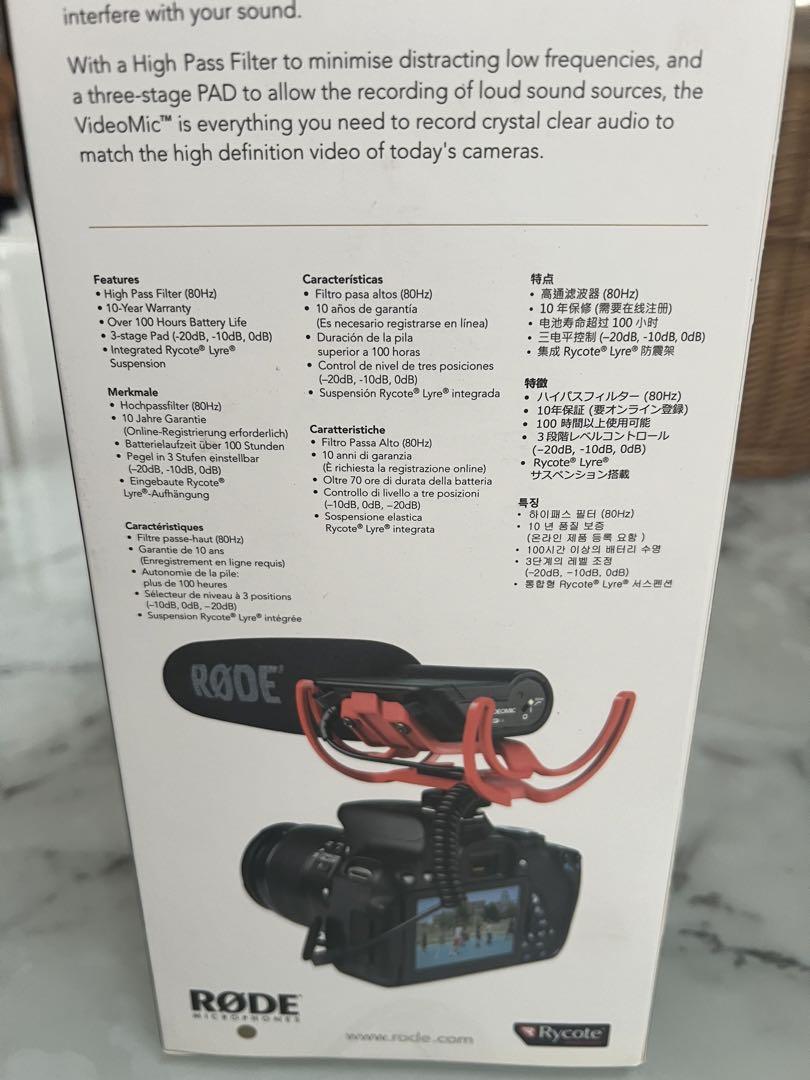 interfere with your sound.
With a High Pass Filter to minimise distracting low frequencies, and
a three-stage PAD to allow the recording of loud sound sources, the
VideoMic™ is everything you need to record crystal clear audio to
match the high definition video of today's cameras.
Features
• High Pass Filter (80Hz)
• 10-Year Warranty
• Over 100 Hours Battery Life
• 3-stage Pad (-20dB, -10dB, 0dB)
• Integrated Rycote® Lyre®
Suspension
Merkmale
• Hochpassfilter (80Hz)
• 10 Jahre Garantie
(Online-Registrierung erforderlich)
• Batterielaufzeit über 100 Stunden
• Pegel in 3 Stufen einstellbar
(–20dB, -10dB, 0dB)
• Eingebaute Rycote®
Lyre®-Aufhängung
Caractéristiques
• Filtre passe-haut (80Hz)
• Garantie de 10 ans
(Enregistrement en ligne requis)
• Autonomie de la pile:
plus de 100 heures
• Sélecteur de niveau à 3 positions
(–10dB, 0dB, –20dB)
• Suspension Rycote® Lyre® intégrée
Características
• Filtro pasa altos (80Hz)
• 10 años de garantía
(Es necesario registrarse en línea)
• Duración de la pila
superior a 100 horas
• Control de nivel de tres posiciones
(–20dB, -10dB, 0dB)
• Suspensión Rycote® Lyre® integrada
Caratteristiche
• Filtro Passa Alto (80Hz)
• 10 anni di garanzia
(È richiesta la registrazione online)
• Oltre 70 ore di durata della batteria
• Controllo di livello a tre posizioni
(–10dB, 0dB, –20dB)
• Sospensione elastica
Rycote® Lyre® integrata
特点
• 高通滤波器 (80Hz)
• 10 年保修 (需要在线注册)
• 电池寿命超过 100 小时
• 三电平控制 (–20dB, -10dB, 0dB)
• 集成 Rycote® Lyre® 防震架
特徴
• ハイパスフィルター (80Hz)
• 10年保証 (要オンライン登録)
• 100 時間以上使用可能
• 3段階レベルコントロール
(–20dB, -10dB, 0dB)
• Rycote® Lyre®
サスペンション搭載
특징
• 하이패스 필터 (80Hz)
• 10 년 품질 보증
(온라인 제품 등록 요함 )
• 100시간 이상의 배터리 수명
• 3단계의 레벨 조정
(–20dB, –10dB, 0dB)
• 통합형 Rycote® Lyre® 서스펜션
RØDE
RØDE
MICROPHONES
www.rode.com
Rycote